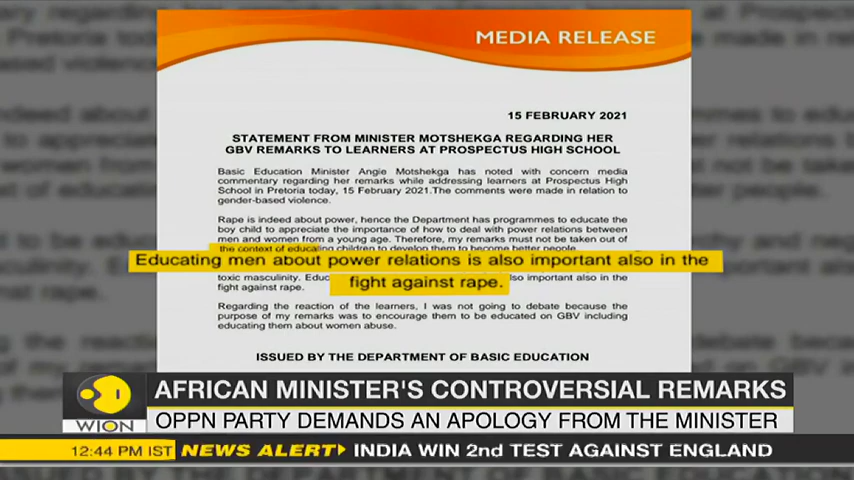 MEDIA RELEASE
15 FEBRUARY 2021
STATEMENT FROM MINISTER MOTSHEKGA REGARDING HER
GBV REMARKS TO LEARNERS AT PROSPECTUS HIGH SCHOOL
Basic Education Minister Angie Motshekga has noted with concern media
commentary regarding her remarks while addressing learners at Prospectus High
School in Pretoria today, 15 February 2021.The comments were made in relation to
gender-based violence.
Rape is indeed about power, hence the Department has programmes to educate the
boy child to appreciate the importance of how to deal with power relations between
men and women from a young age. Therefore, my remarks must not be taken out of
the context of educating children to develop them to become better people.
Educating men about power relations is also important also in the
fight against rape.
toxic masculinity. Educ
lso important also in the
fight against rape.
Regarding the reaction of the learners, I was not going to debate because the
purpose of my remarks was to encourage them to be educated on GBV including
educating them about women abuse.
ISSUED BY THE DEPARTMENT OF BASIC EDUCATION
WION
AFRICAN MINISTER'S CONTROVERSIAL REMARKS
OPPN PARTY DEMANDS AN APOLOGY FROM THE MINISTER
12:44 PM IST NEWS ALERT INDIA WIN 2nd TEST AGAINST ENGLAND